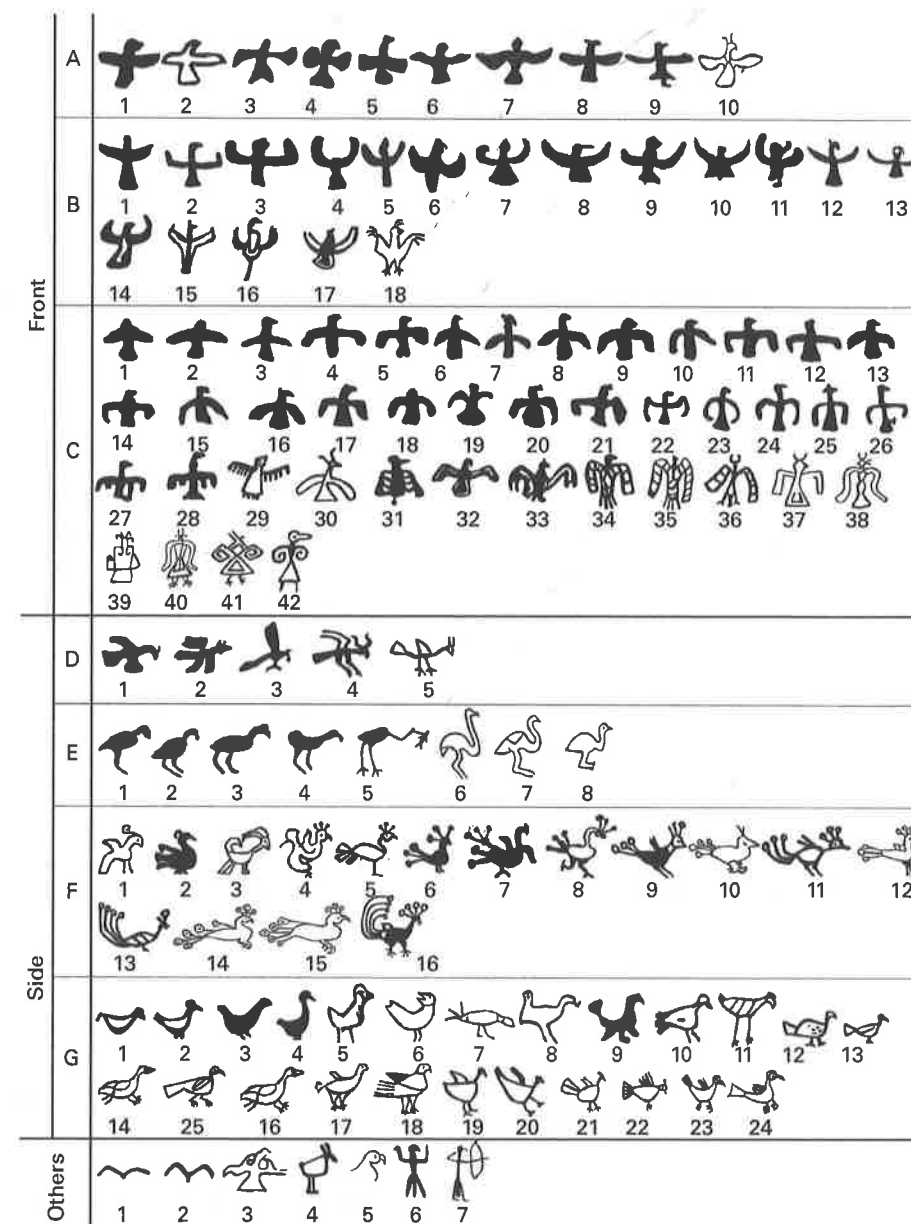 Front
A
1 2 3 4 5 6 7 8 9 10
B
1 2 3 4 5 6 7 8 9 10 11 12 13
14 15 16 17 18
C
1 2 3 4 5 6 7 8 9 10 11 12 13
14 15 16 17 18 19 20 21 22 23 24 25 26
27 28 29 30 31 32 33 34 35 36 37 38
39 40 41 42
Side
D
1 2 3 4 5
E
1 2 3 4 5 6 7 8
F
1 2 3 4 5 6 7 8 9 10 11 12
13 14 15 16
G
1 2 3 4 5 6 7 8 9 10 11 12 13
14 25 16 17 18 19 20 21 22 23 24
Others
1 2 3 4 5 6 7